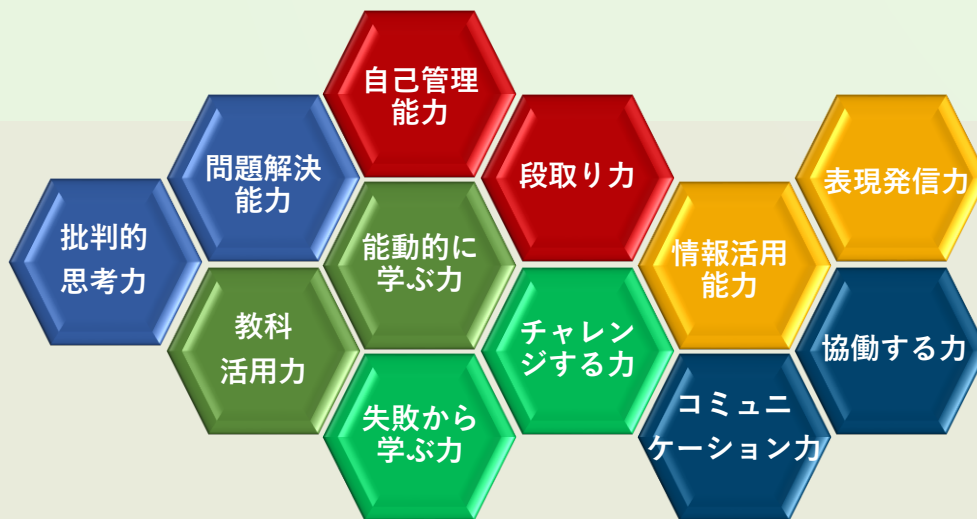 自己管理
能力
問題解決
能力
段取り力
表現発信力
批判的
思考力
能動的に
学ぶ力
情報活用
能力
教科
活用力
チャレン
ジする力
協働する力
失敗から
学ぶ力
コミュニ
ケーション力